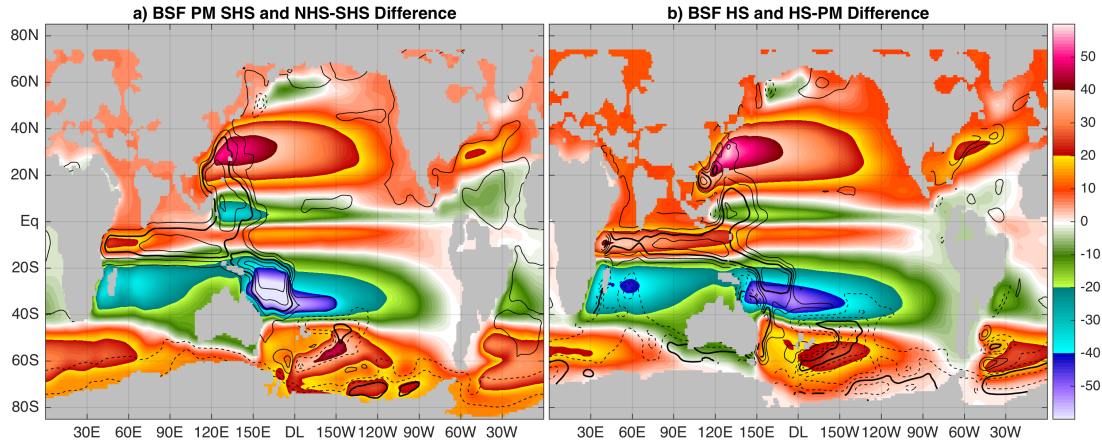 a) BSF PM SHS and NHS-SHS Difference
b) BSF HS and HS-PM Difference
80N
60N
40N
20N
Eq
20S
40S
60S
80S
30E 60E 90E 120E 150E DL 150W 120W 90W 60W 30W
30E 60E 90E 120E 150E DL 150W 120W 90W 60W 30W
50
40
30
20
10
0
-10
-20
-30
-40
-50